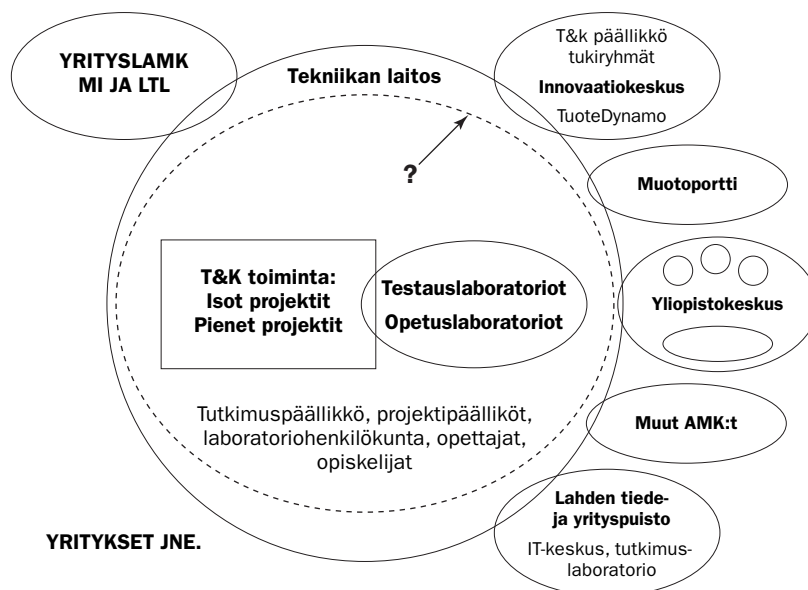 YRITYSLAMK
MI JA LTL
Tekniikan laitos
T&k päällikkö
tukiryhmät
Innovaatiokeskus
TuoteDynamo
?
Muotoportti
T&K toiminta:
Isot projektit
Pienet projektit
Testauslaboratoriot
Opetuslaboratoriot
Yliopistokeskus
Tutkimuspäällikkö, projektipäälliköt,
laboratoriohenkilökunta, opettajat,
opiskelijat
Muut AMK:t
Lahden tiede-
ja yrityspuisto
IT-keskus, tutkimus-
laboratorio
YRITYKSET JNE.